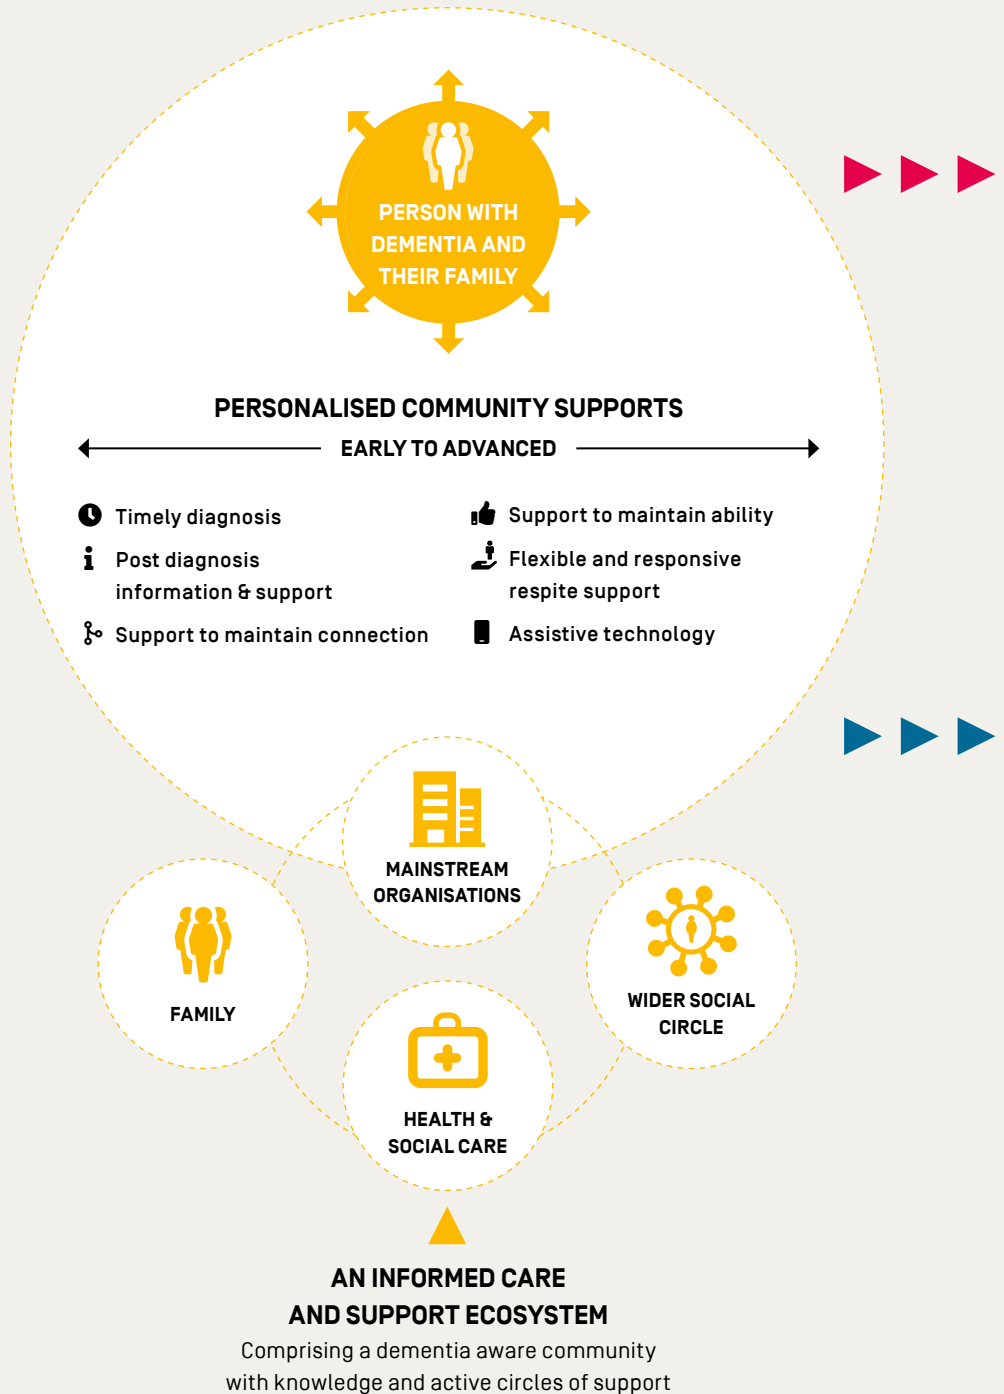 PERSON WITH
DEMENTIA AND
THEIR FAMILY
PERSONALISED COMMUNITY SUPPORTS
EARLY TO ADVANCED
Timely diagnosis
Post diagnosis
information & support
Support to maintain connection
Support to maintain ability
Flexible and responsive
respite support
Assistive technology
MAINSTREAM
ORGANISATIONS
FAMILY
WIDER SOCIAL
CIRCLE
HEALTH &
SOCIAL CARE
AN INFORMED CARE
AND SUPPORT ECOSYSTEM
Comprising a dementia aware community
with knowledge and active circles of support